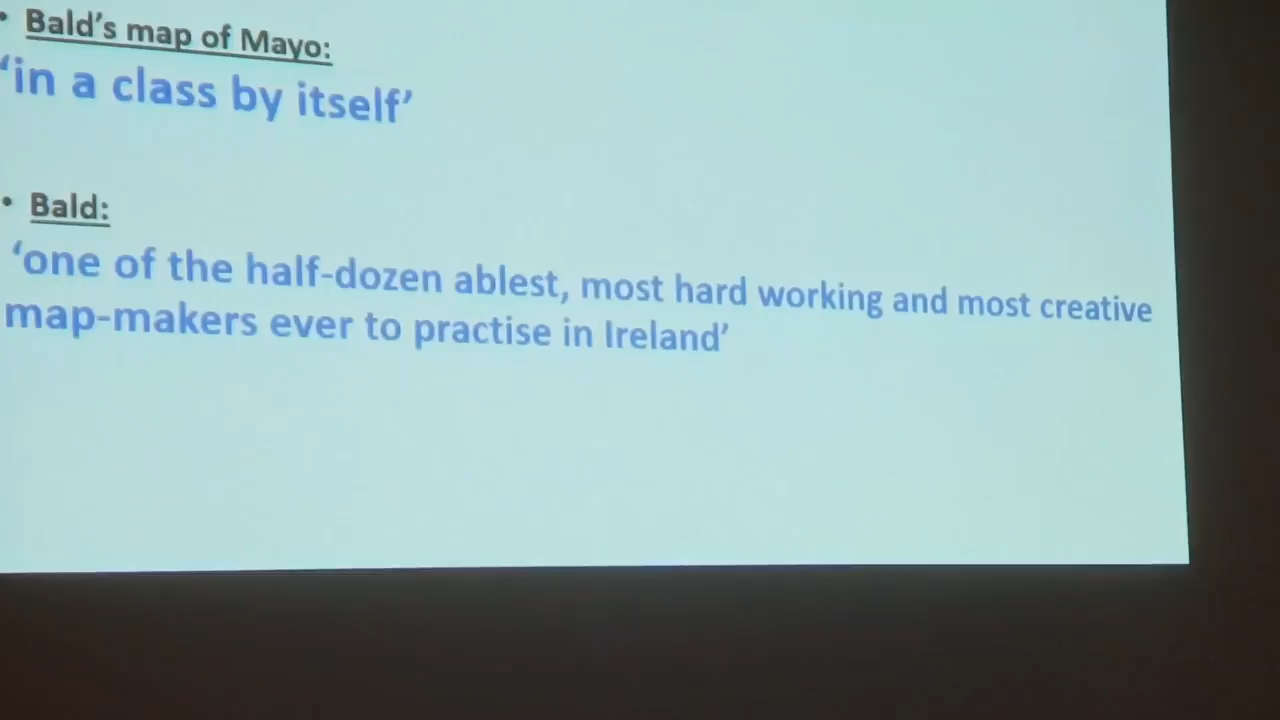 • Bald's map of Mayo:
‘in a class by itself’
• Bald:
‘one of the half-dozen ablest, most hard working and most creative
map-makers ever to practise in Ireland’